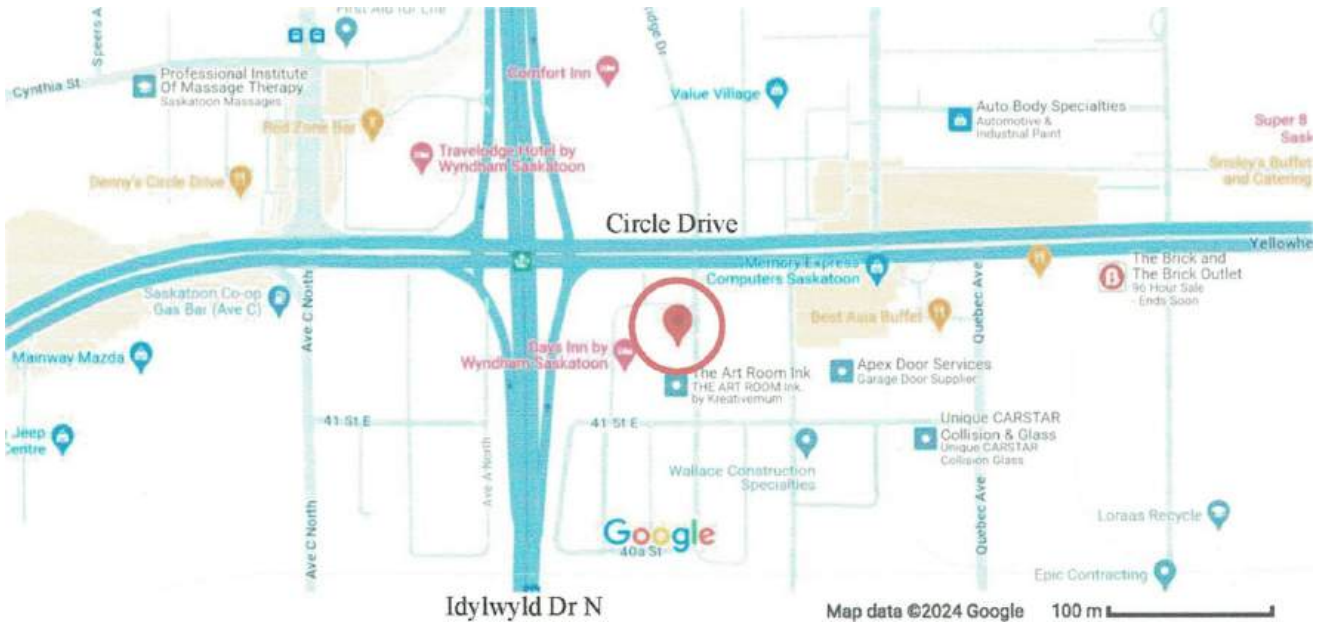 First Aid for Life
Speers A
idge Dr
Cynthia St
Professional Institute
Of Massage Therapy
Saskatoon Massages
Comfort Inn
Value Village
Auto Body Specialties
Automotive &
Industrial Paint
Super 8
Sask
Red Zone Bar
Travelodge Hotel by
Wyndham Saskatoon
Denny's Circle Drive
Smiley's Buffet
and Catering
Circle Drive
Yellowhe
Memory Express
Computers Saskatoon
The Brick and
The Brick Outlet
96 Hour Sale
- Ends Soon
Saskatoon Co-op
Gas Bar (Ave C)
Ave C North
Quebec Ave
Best Asia Buffet
Mainway Mazda
Days Inn by
Wyndham Saskatoon
The Art Room Ink
THE ART ROOM Ink.
by Kreativemum
Apex Door Services
Garage Door Supplier
Jeep
Centre
41 St E
41 St E
Unique CARSTAR
Collision & Glass
Unique CARSTAR
Collision Glass
Ave A North
Wallace Construction
Specialties
Ave C North
Quebec Ave
Loraas Recycle
Google
40a St
Epic Contracting
Idylwyld Dr N
Map data ©2024 Google
100 m